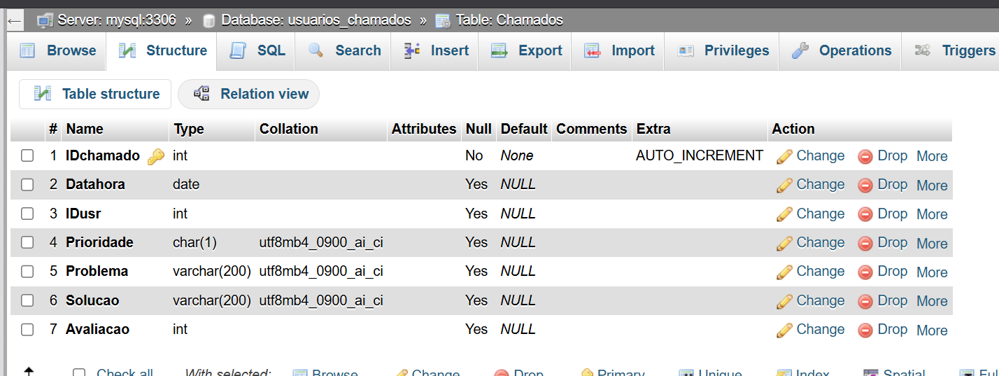 ← Server: mysql:3306 » Database: usuarios_chamados » Table: Chamados
Browse Structure SQL Search Insert Export Import Privileges Operations Triggers
Table structure Relation view
# Name Type Collation Attributes Null Default Comments Extra Action
1 IDchamado int No None AUTO_INCREMENT Change Drop More
2 Datahora date Yes NULL Change Drop More
3 IDusr int Yes NULL Change Drop More
4 Prioridade char(1) utf8mb4_0900_ai_ci Yes NULL Change Drop More
5 Problema varchar(200) utf8mb4_0900_ai_ci Yes NULL Change Drop More
6 Solucao varchar(200) utf8mb4_0900_ai_ci Yes NULL Change Drop More
7 Avaliacao int Yes NULL Change Drop More
Check all With selected: Browse Change Drop Primary Unique Index Spatial Fu